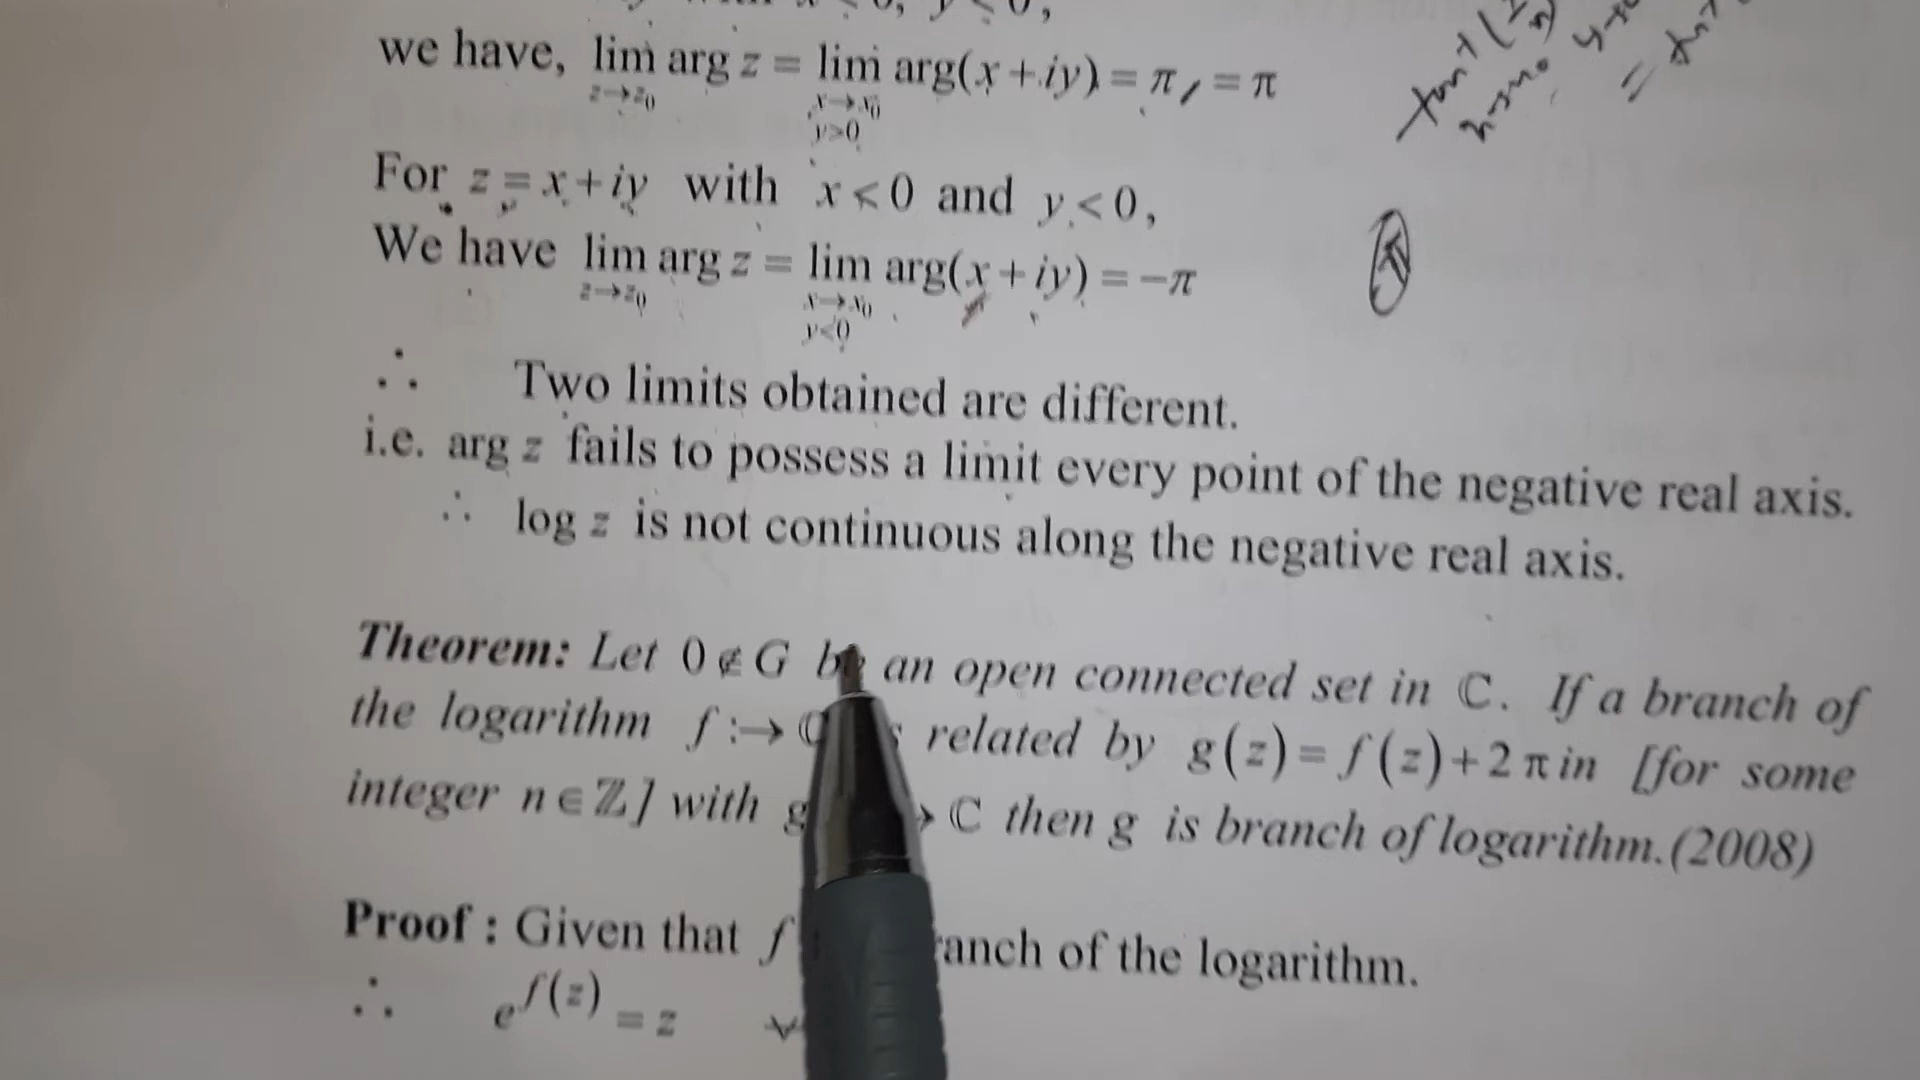 we have, lim arg z = lim arg(x + iy) = π, = π
z→z₀ x→x₀
y>0
For z = x + iy with x < 0 and y < 0,
We have lim arg z = lim arg(x + iy) = −π
z→z₀ x→x₀
y<0
∴ Two limits obtained are different.
i.e. arg z fails to possess a limit every point of the negative real axis.
∴ log z is not continuous along the negative real axis.
Theorem: Let 0 ∉ G an open connected set in ℂ. If a branch of
the logarithm f :→ ℂ related by g(z) = f(z) + 2πin [for some
integer n ∈ ℤ] with g → ℂ then g is branch of logarithm.(2008)
Proof : Given that f of the logarithm.
∴ e^f(z) = z